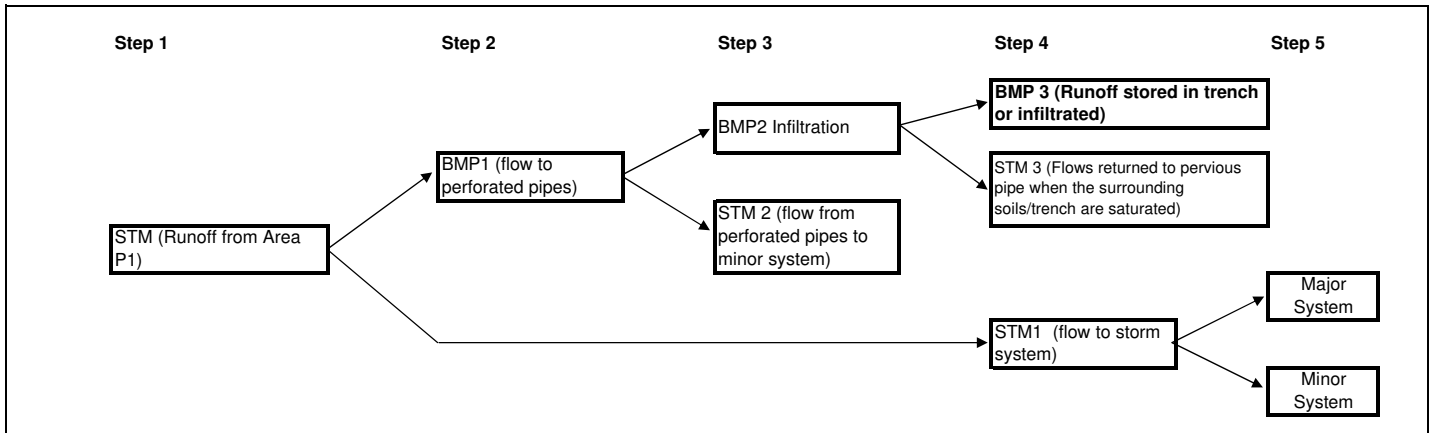 Step 1 Step 2 Step 3 Step 4 Step 5
BMP 3 (Runoff stored in trench
or infiltrated)
BMP2 Infiltration
BMP1 (flow to
perforated pipes)
STM 3 (Flows returned to pervious
pipe when the surrounding
soils/trench are saturated)
STM 2 (flow from
perforated pipes to
minor system)
STM (Runoff from Area
P1)
Major
System
STM1 (flow to storm
system)
Minor
System